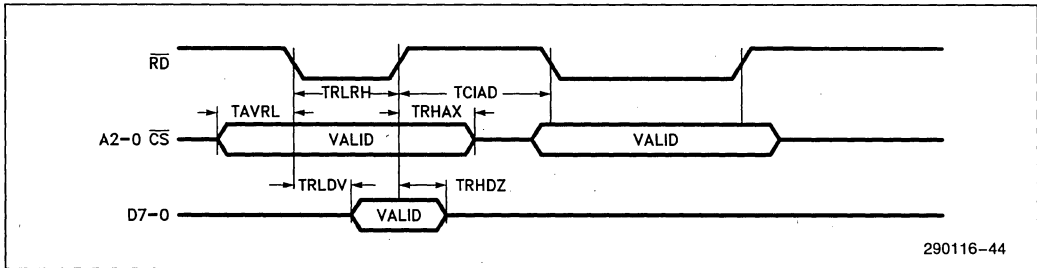 RD
TRLRH TCIAD
TAVRL TRHAX
A2-0 CS VALID VALID
TRLDV TRHDZ
D7-0 VALID
290116-44